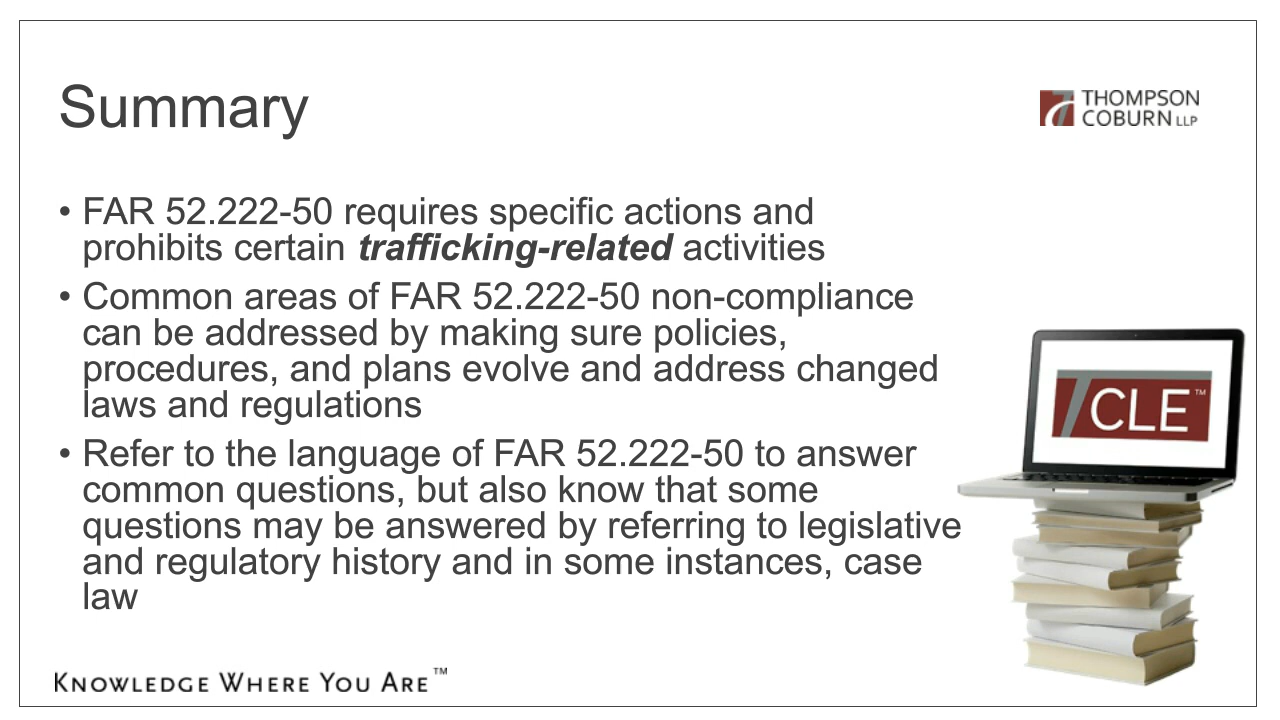 Summary
THOMPSON
COBURN LLP
• FAR 52.222-50 requires specific actions and
prohibits certain trafficking-related activities
• Common areas of FAR 52.222-50 non-compliance
can be addressed by making sure policies,
procedures, and plans evolve and address changed
laws and regulations
• Refer to the language of FAR 52.222-50 to answer
common questions, but also know that some
questions may be answered by referring to legislative
and regulatory history and in some instances, case
law
CLE™
KNOWLEDGE WHERE YOU ARE™